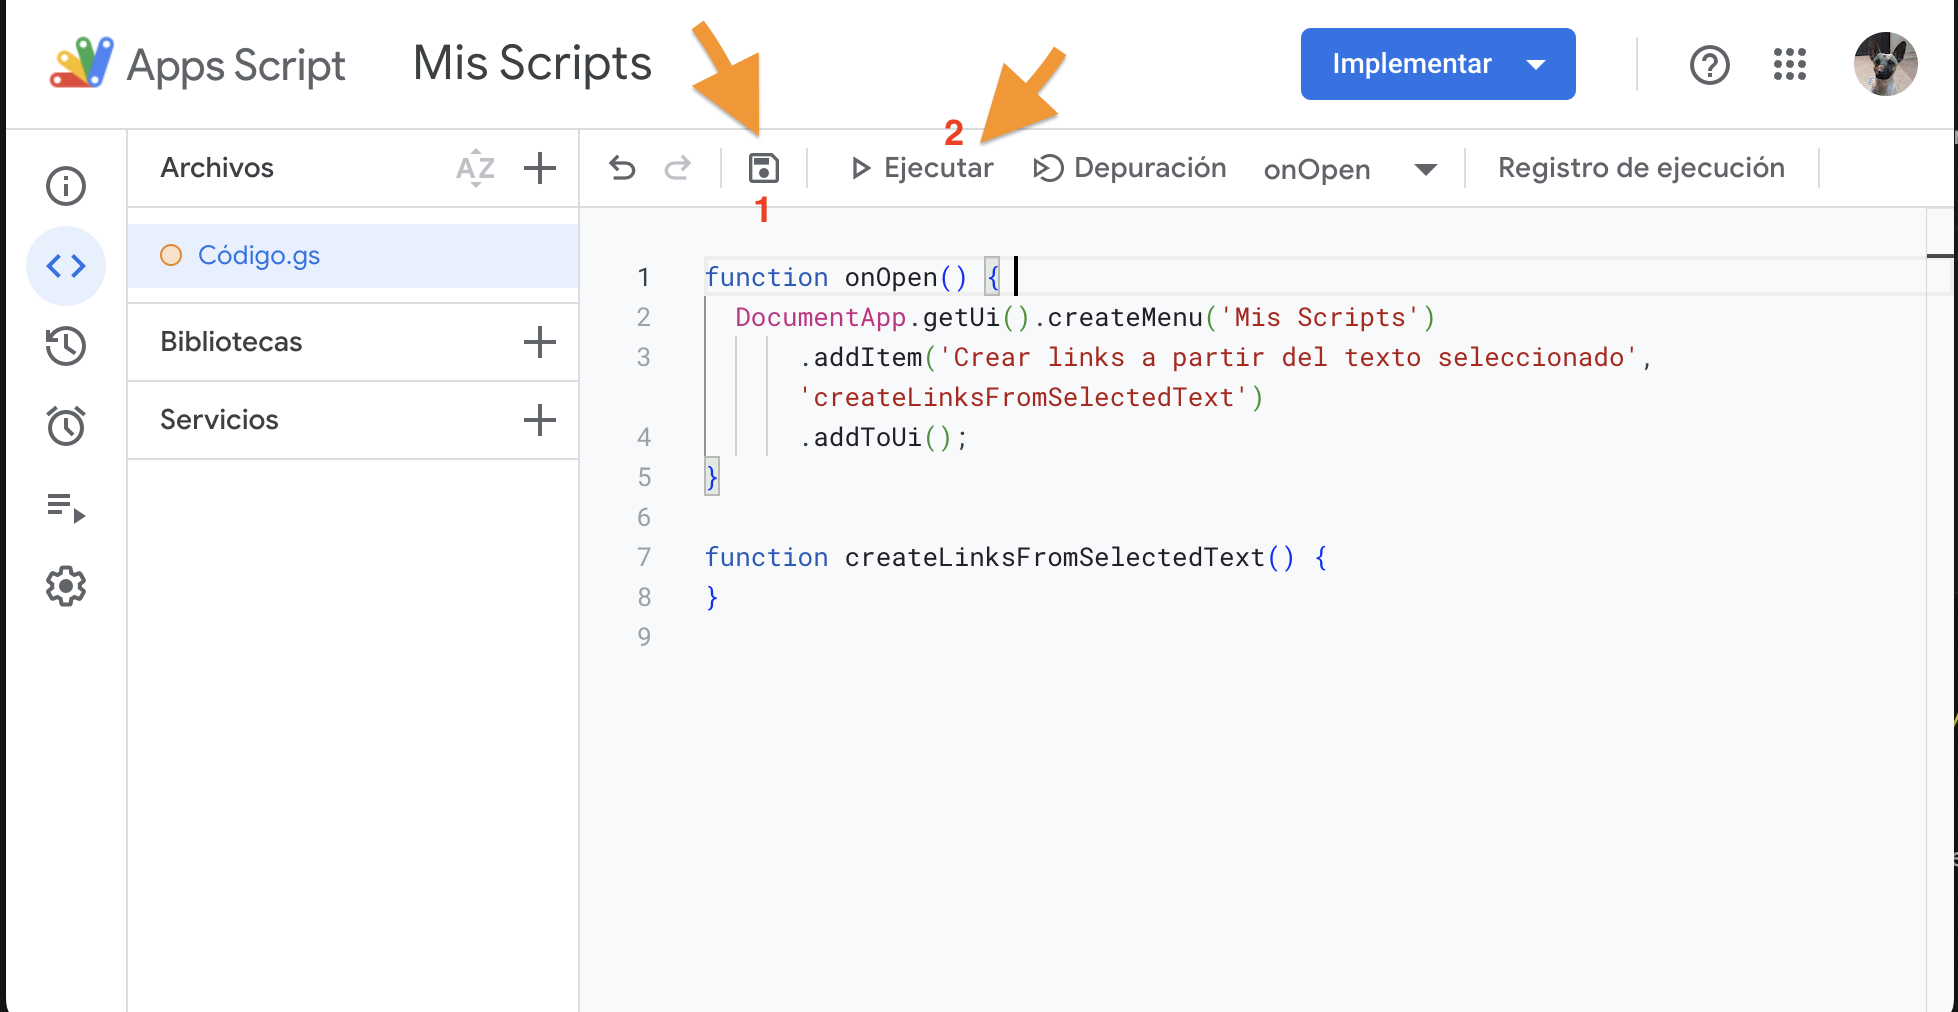 Apps Script
Mis Scripts
Implementar
Archivos
AZ
Ejecutar
2
Depuración
onOpen
Registro de ejecución
1
Código.gs
Bibliotecas
Servicios
1 function onOpen() {
2 DocumentApp.getUi().createMenu('Mis Scripts')
3 .addItem('Crear links a partir del texto seleccionado',
'createLinksFromSelectedText')
4 .addToUi();
5 }
6
7 function createLinksFromSelectedText() {
8 }
9